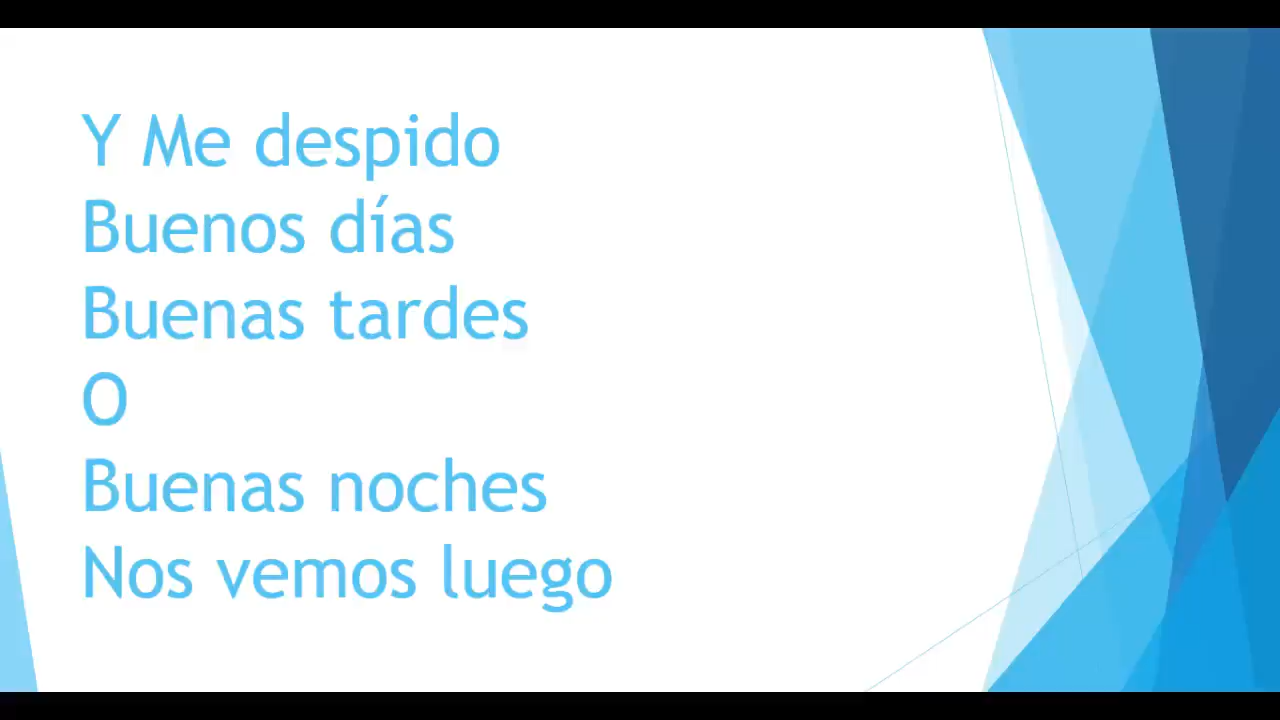 Y Me despido
Buenos días
Buenas tardes
O
Buenas noches
Nos vemos luego